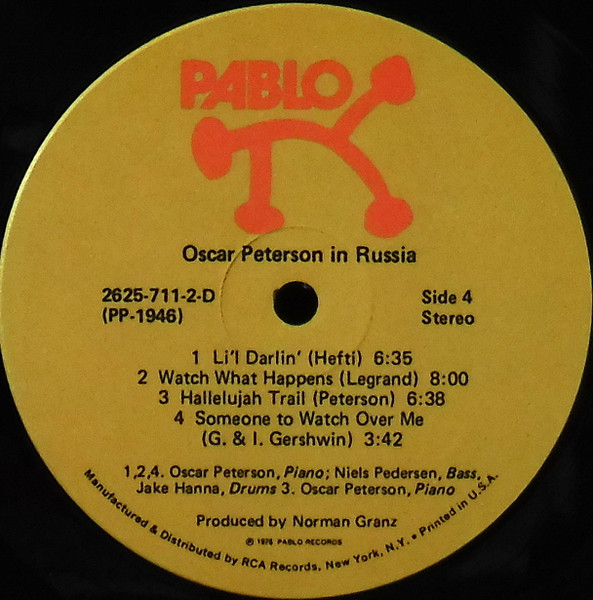 PABLO
Oscar Peterson in Russia
2625-711-2-D
(PP-1946)
Side 4
Stereo
1 Li'l Darlin' (Hefti) 6:35
2 Watch What Happens (Legrand) 8:00
3 Hallelujah Trail (Peterson) 6:38
4 Someone to Watch Over Me
(G. & I. Gershwin) 3:42
1,2,4. Oscar Peterson, Piano; Niels Pedersen, Bass,
Jake Hanna, Drums 3. Oscar Peterson, Piano
Produced by Norman Granz
© ℗ 1976 PABLO RECORDS
Manufactured & Distributed by RCA Records, New York, N.Y. • Printed in U.S.A.